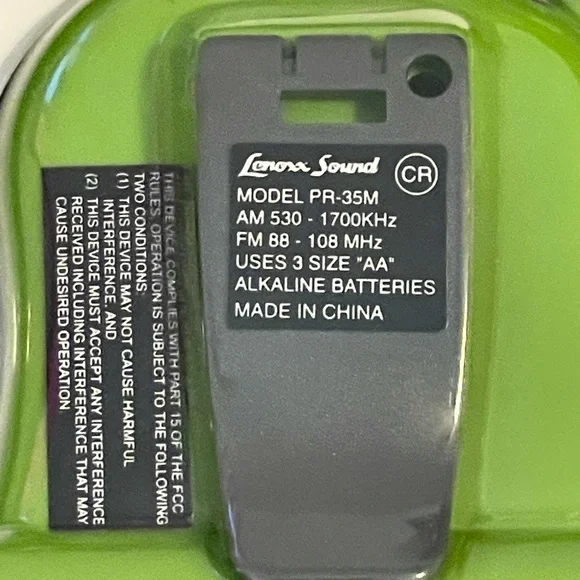 Lenoxx Sound
CR
MODEL PR-35M
AM 530 - 1700KHz
FM 88 - 108 MHz
USES 3 SIZE "AA"
ALKALINE BATTERIES
MADE IN CHINA
THIS DEVICE COMPLIES WITH PART 15 OF THE FCC
RULES. OPERATION IS SUBJECT TO THE FOLLOWING
TWO CONDITIONS:
(1) THIS DEVICE MAY NOT CAUSE HARMFUL
INTERFERENCE, AND
(2) THIS DEVICE MUST ACCEPT ANY INTERFERENCE
RECEIVED INCLUDING INTERFERENCE THAT MAY
CAUSE UNDESIRED OPERATION.